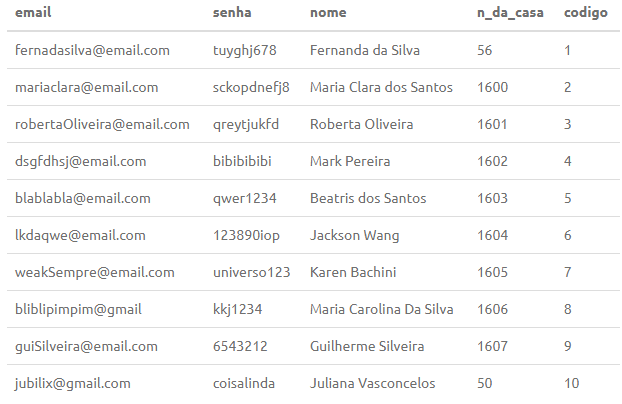 email senha nome n_da_casa codigo
fernadasilva@email.com tuyghj678 Fernanda da Silva 56 1
mariaclara@email.com sckopdnefj8 Maria Clara dos Santos 1600 2
robertaOliveira@email.com qreytjukfd Roberta Oliveira 1601 3
dsgfdhsj@email.com bibibibibi Mark Pereira 1602 4
blablabla@email.com qwer1234 Beatris dos Santos 1603 5
lkdaqwe@email.com 123890iop Jackson Wang 1604 6
weakSempre@email.com universo123 Karen Bachini 1605 7
bliblipimpim@gmail kkj1234 Maria Carolina Da Silva 1606 8
guiSilveira@email.com 6543212 Guilherme Silveira 1607 9
jubilix@gmail.com coisalinda Juliana Vasconcelos 50 10